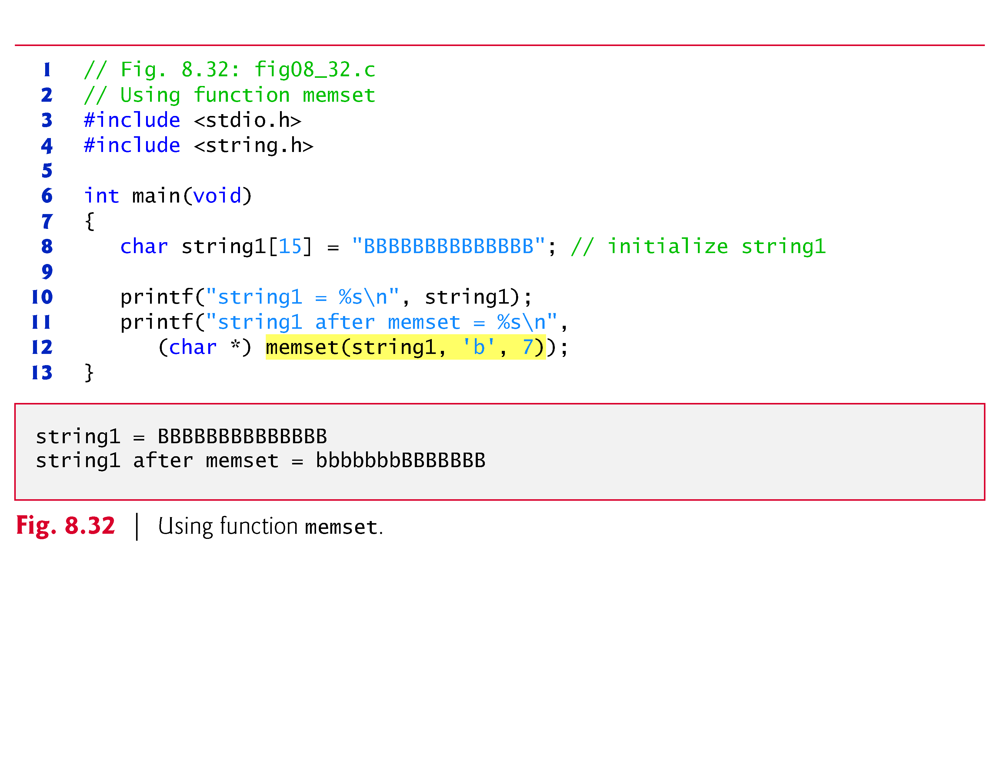 1 // Fig. 8.32: fig08_32.c
2 // Using function memset
3 #include <stdio.h>
4 #include <string.h>
5
6 int main(void)
7 {
8 char string1[15] = "BBBBBBBBBBBBBB"; // initialize string1
9
10 printf("string1 = %s\n", string1);
11 printf("string1 after memset = %s\n",
12 (char *) memset(string1, 'b', 7));
13 }
string1 = BBBBBBBBBBBBBB
string1 after memset = bbbbbbbBBBBBBB
Fig. 8.32 | Using function memset.